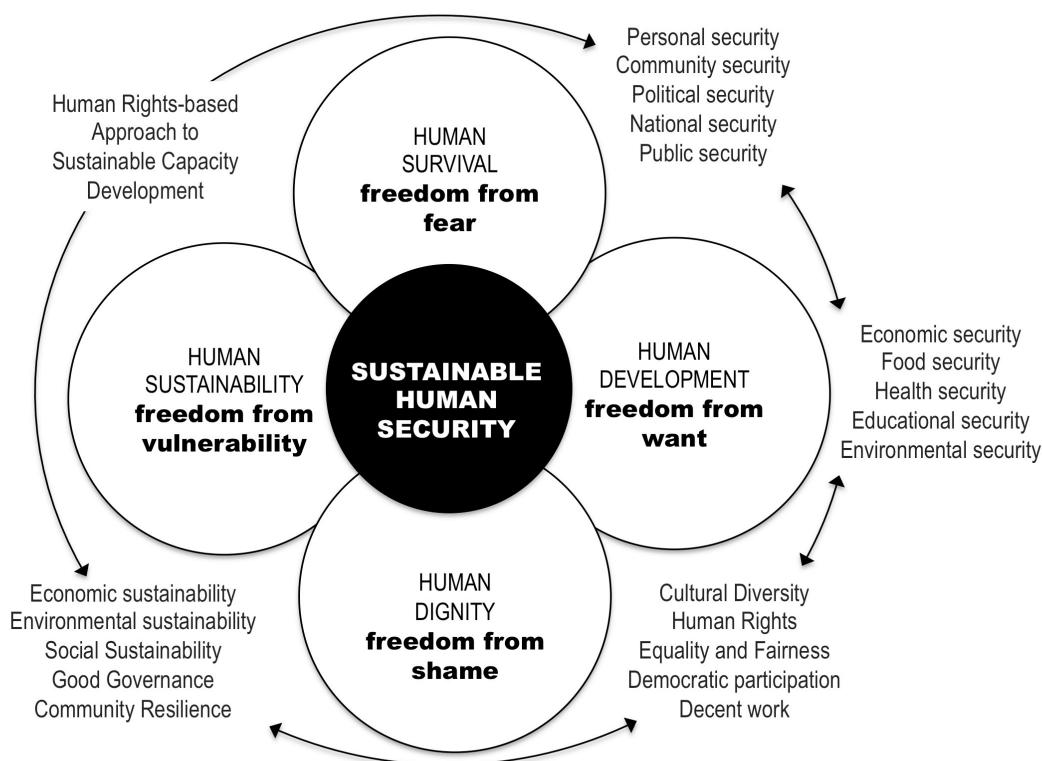 Personal security
Community security
Political security
National security
Public security
Human Rights-based
Approach to
Sustainable Capacity
Development
HUMAN
SURVIVAL
freedom from
fear
HUMAN
SUSTAINABILITY
freedom from
vulnerability
SUSTAINABLE
HUMAN
SECURITY
HUMAN
DEVELOPMENT
freedom from
want
Economic security
Food security
Health security
Educational security
Environmental security
HUMAN
DIGNITY
freedom from
shame
Economic sustainability
Environmental sustainability
Social Sustainability
Good Governance
Community Resilience
Cultural Diversity
Human Rights
Equality and Fairness
Democratic participation
Decent work